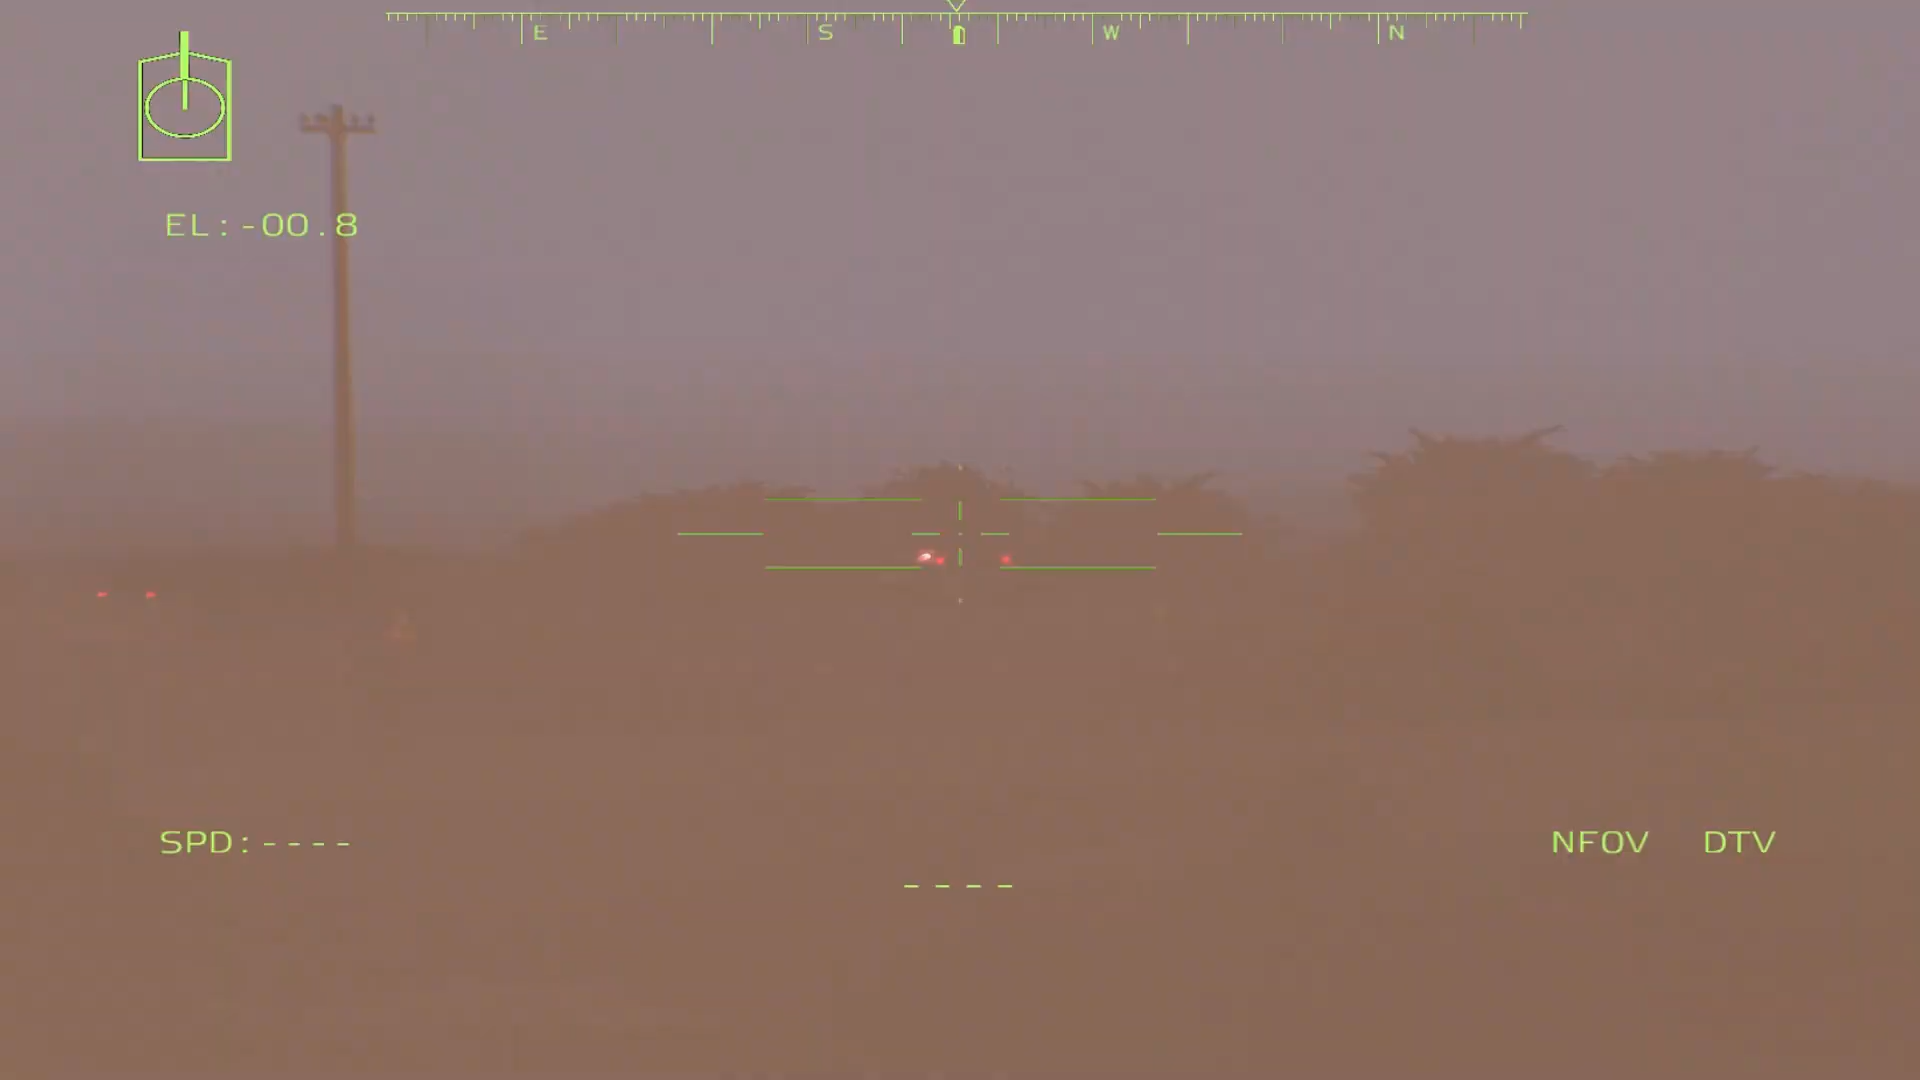 E S W N
EL:-00.8
SPD:----
NFOV DTV
----